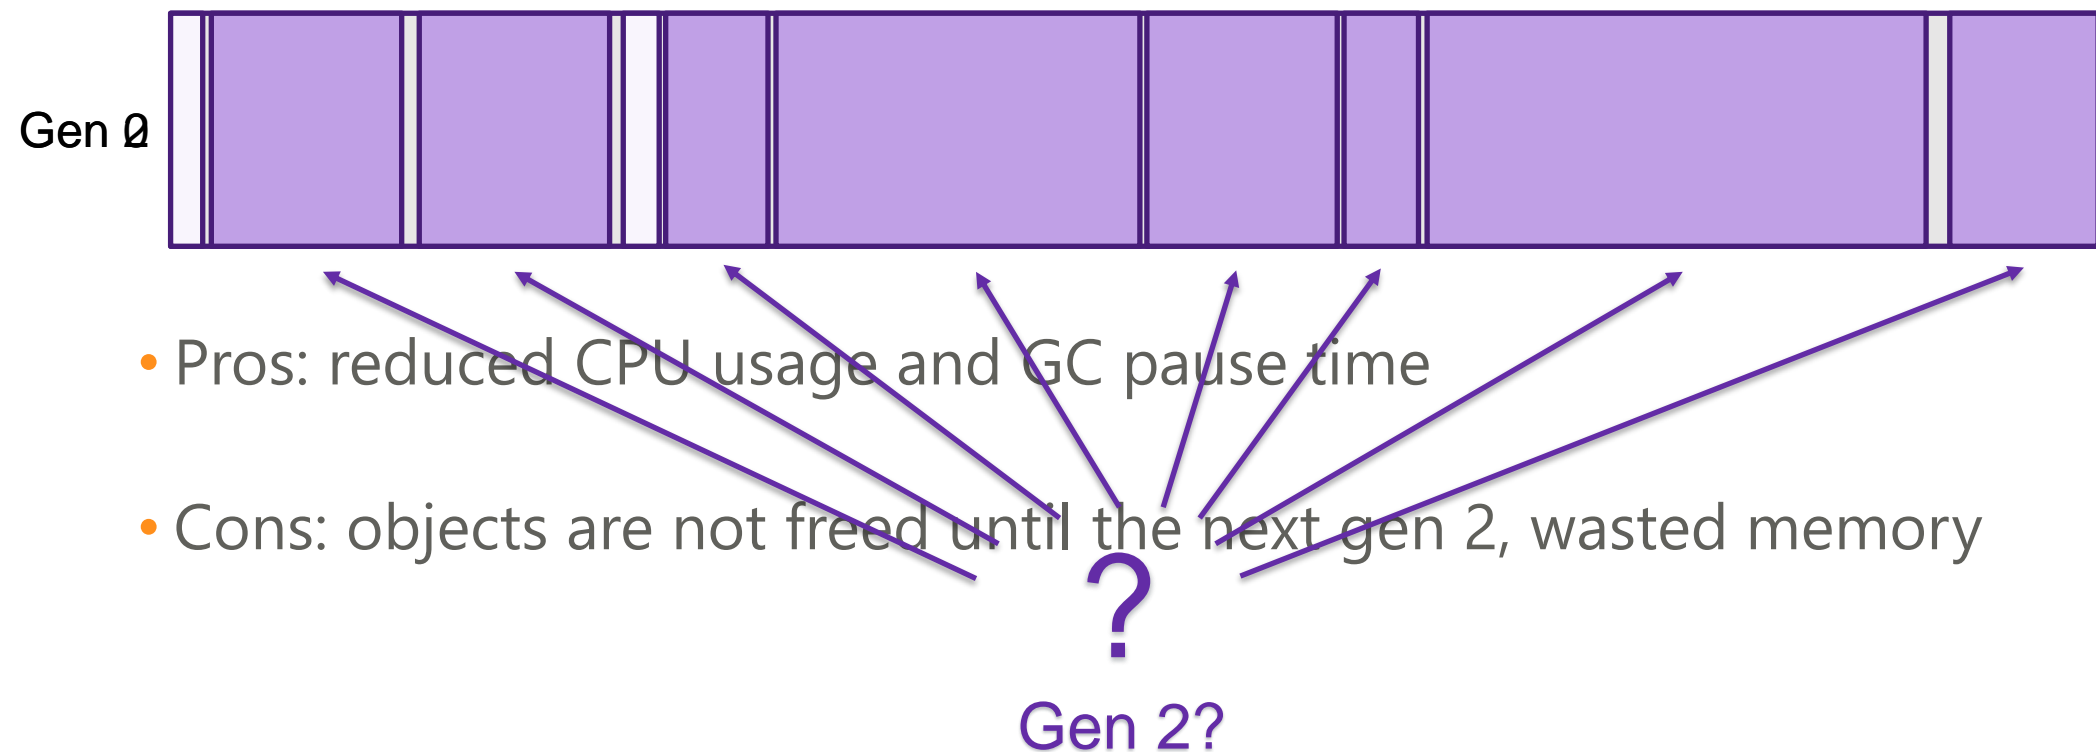 Gen 0
• Pros: reduced CPU usage and GC pause time
• Cons: objects are not freed until the next gen 2, wasted memory
?
Gen 2?